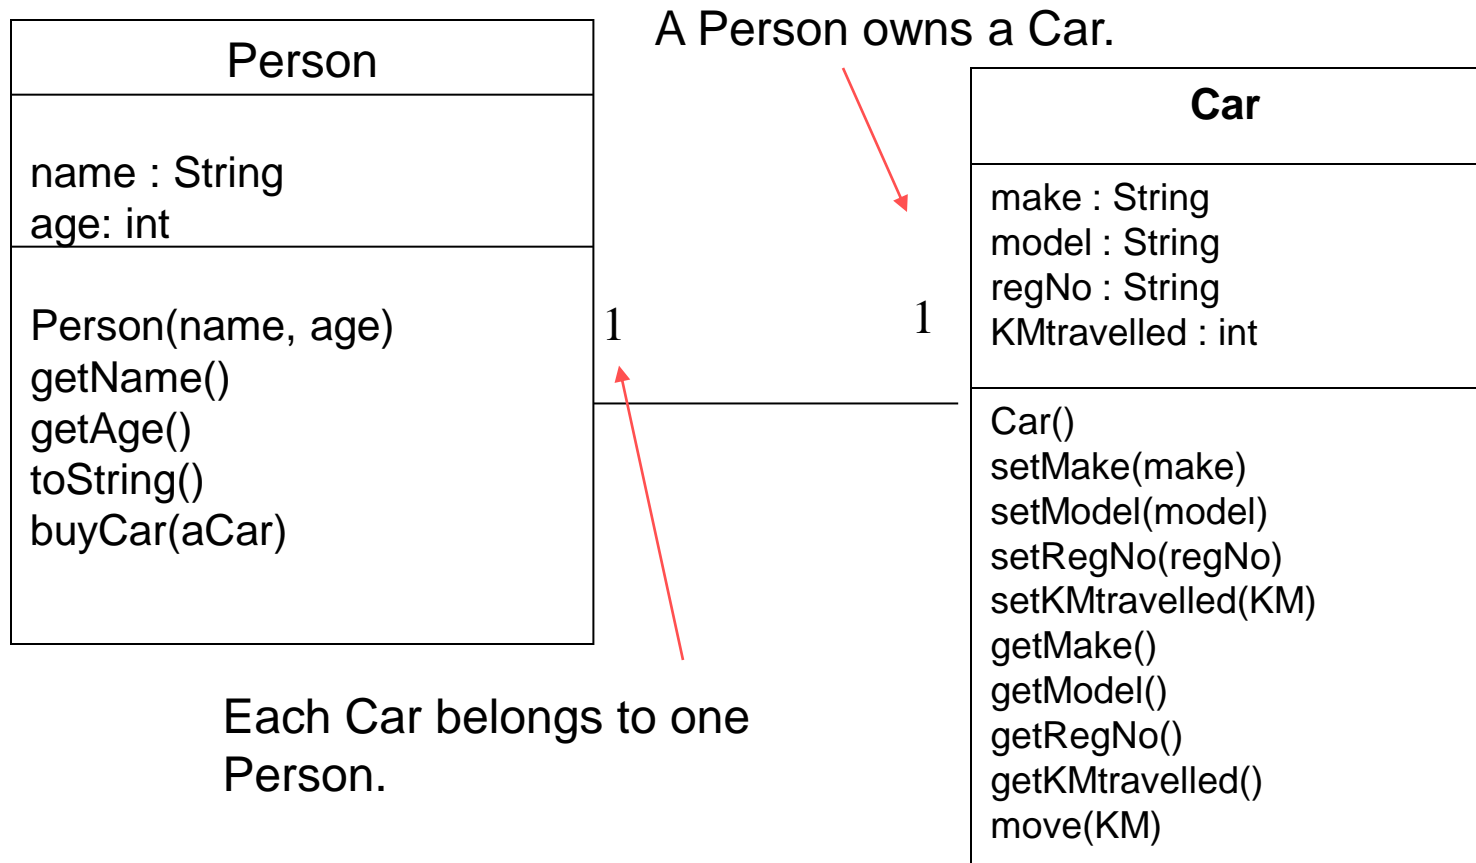 Person
name : String
age: int
Person(name, age)
getName()
getAge()
toString()
buyCar(aCar)
A Person owns a Car.
1
1
Each Car belongs to one
Person.
Car
make : String
model : String
regNo : String
KMtravelled : int
Car()
setMake(make)
setModel(model)
setRegNo(regNo)
setKMtravelled(KM)
getMake()
getModel()
getRegNo()
getKMtravelled()
move(KM)